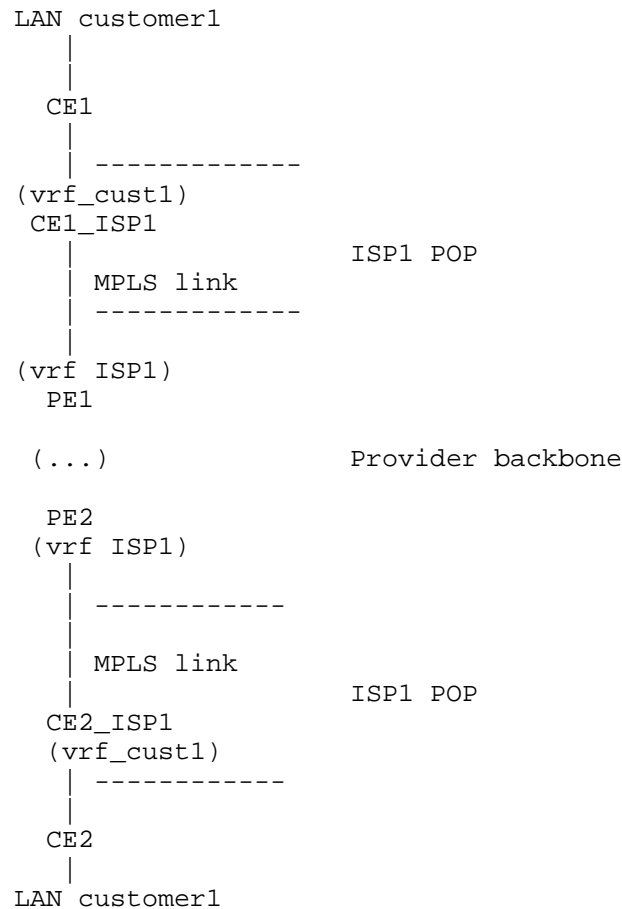 LAN customer1
|
|
CE1
|
| -------------
(vrf_cust1)
CE1_ISP1
| ISP1 POP
| MPLS link
| -------------
|
(vrf ISP1)
PE1
(...) Provider backbone
PE2
(vrf ISP1)
|
| ------------
|
| MPLS link
| ISP1 POP
CE2_ISP1
(vrf_cust1)
| ------------
|
CE2
|
LAN customer1